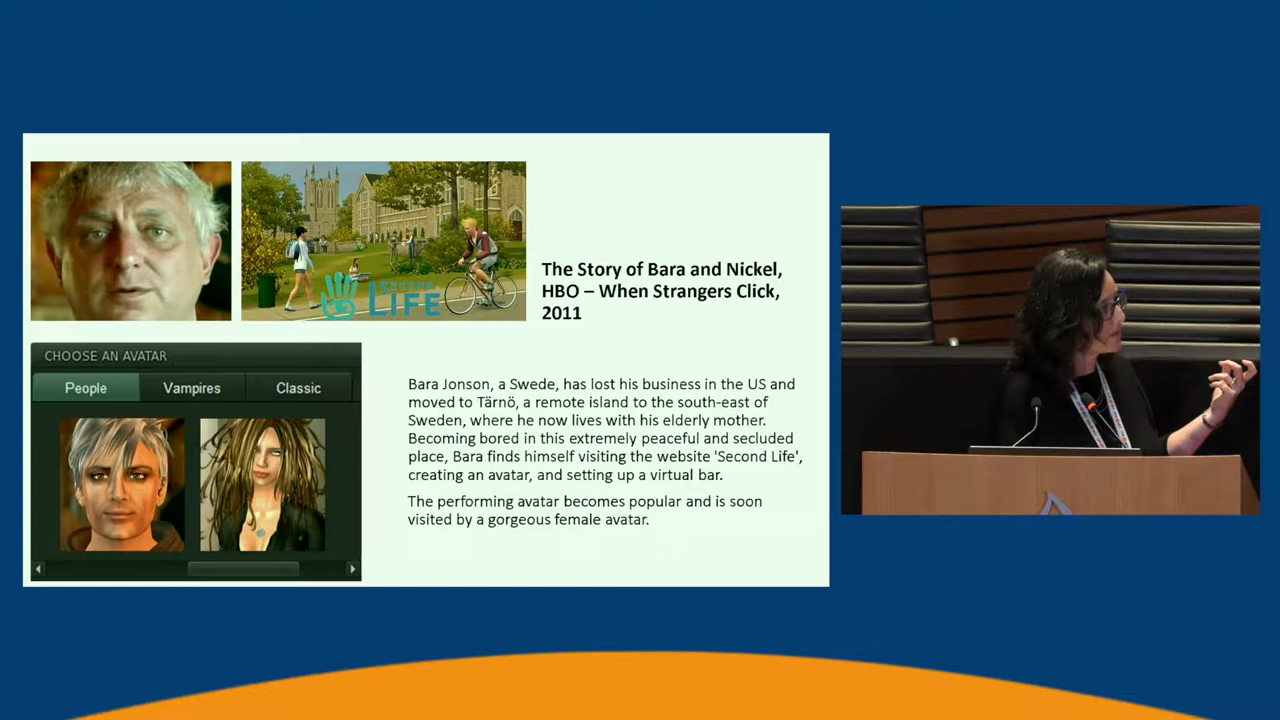 SECOND
LIFE
The Story of Bara and Nickel,
HBO – When Strangers Click,
2011
CHOOSE AN AVATAR
People
Vampires
Classic
Bara Jonson, a Swede, has lost his business in the US and
moved to Tärnö, a remote island to the south-east of
Sweden, where he now lives with his elderly mother.
Becoming bored in this extremely peaceful and secluded
place, Bara finds himself visiting the website 'Second Life',
creating an avatar, and setting up a virtual bar.
The performing avatar becomes popular and is soon
visited by a gorgeous female avatar.